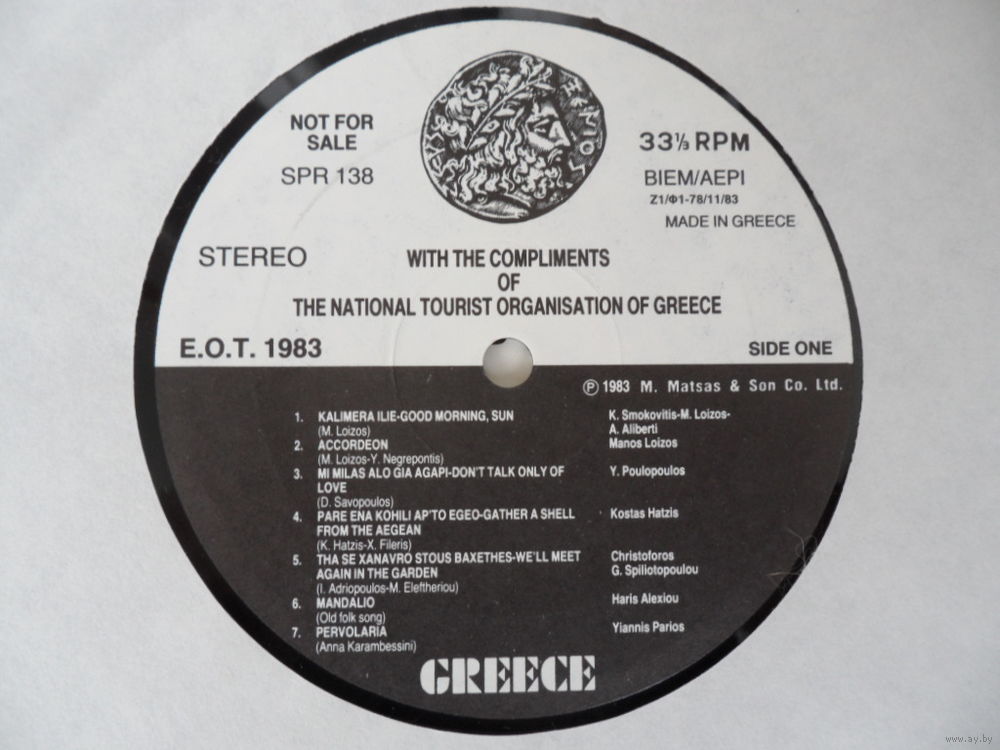 NOT FOR
SALE
SPR 138
33⅓ RPM
BIEM/AEPI
Z1/Φ1-78/11/83
MADE IN GREECE
STEREO
WITH THE COMPLIMENTS
OF
THE NATIONAL TOURIST ORGANISATION OF GREECE
E.O.T. 1983
SIDE ONE
Ⓟ 1983 M. Matsas & Son Co. Ltd.
1. KALIMERA ILIE-GOOD MORNING, SUN K. Smokovitis-M. Loizos-
(M. Loizos) A. Aliberti
2. ACCORDEON Manos Loizos
(M. Loizos-Y. Negrepontis)
3. MI MILAS ALO GIA AGAPI-DON'T TALK ONLY OF Y. Poulopoulos
LOVE
(D. Savopoulos)
4. PARE ENA KOHILI AP'TO EGEO-GATHER A SHELL Kostas Hatzis
FROM THE AEGEAN
(K. Hatzis-X. Fileris)
5. THA SE XANAVRO STOUS BAXETHES-WE'LL MEET Christoforos
AGAIN IN THE GARDEN G. Spiliotopoulou
(I. Adriopoulos-M. Eleftheriou)
6. MANDALIO Haris Alexiou
(Old folk song)
7. PERVOLARIA Yiannis Parios
(Anna Karambessini)
GREECE
www.ay.by